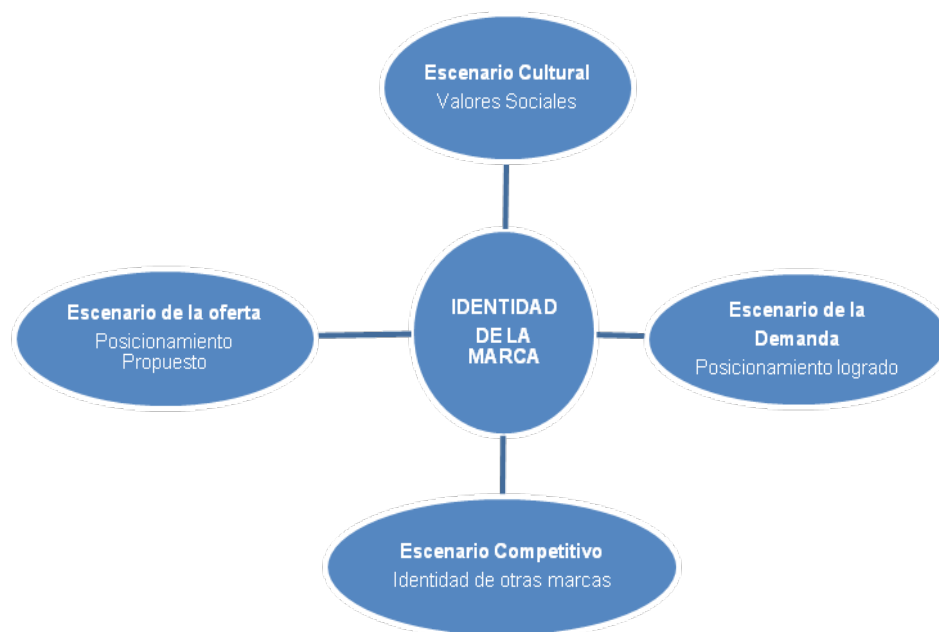 Escenario Cultural
Valores Sociales
Escenario de la oferta
Posicionamiento
Propuesto
IDENTIDAD
DE LA
MARCA
Escenario de la
Demanda
Posicionamiento logrado
Escenario Competitivo
Identidad de otras marcas